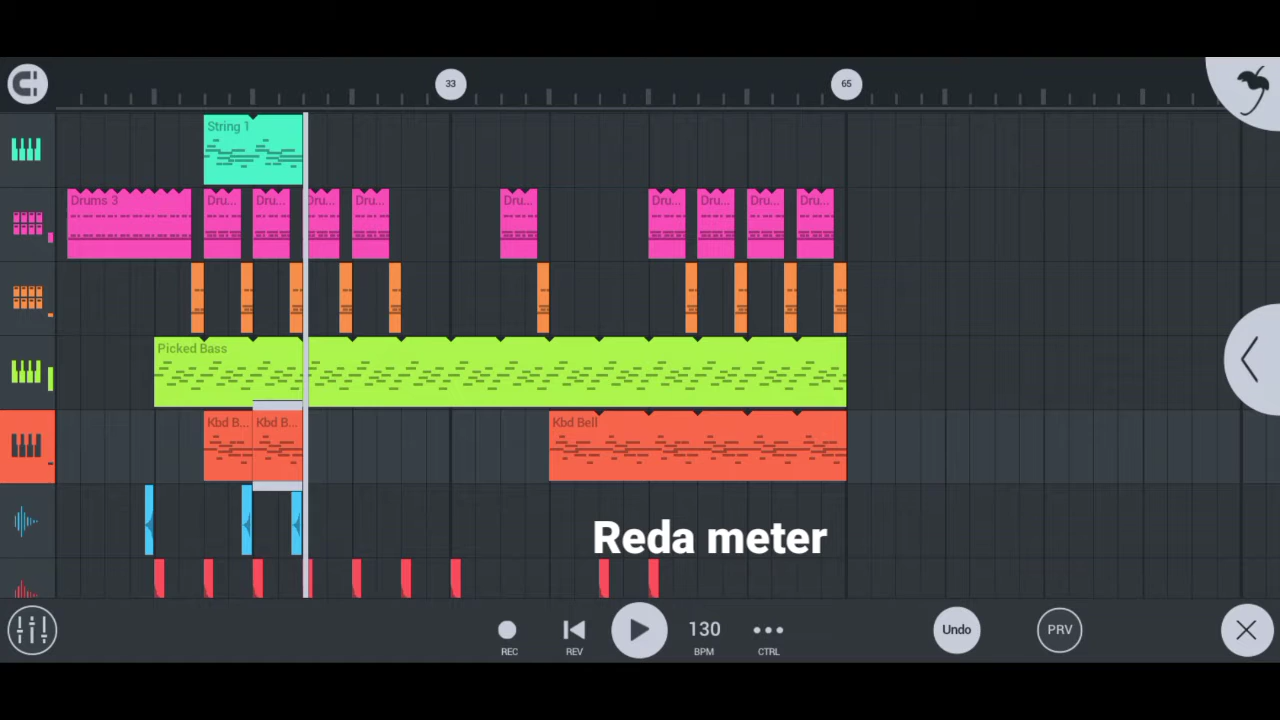 33
65
String 1
Drums 3
Dru...
Dru...
Dru...
Dru...
Dru...
Dru...
Dru...
Dru...
Dru...
Picked Bass
Kbd B...
Kbd B...
Kbd Bell
Reda meter
130
Undo
PRV
REC
REV
BPM
CTRL